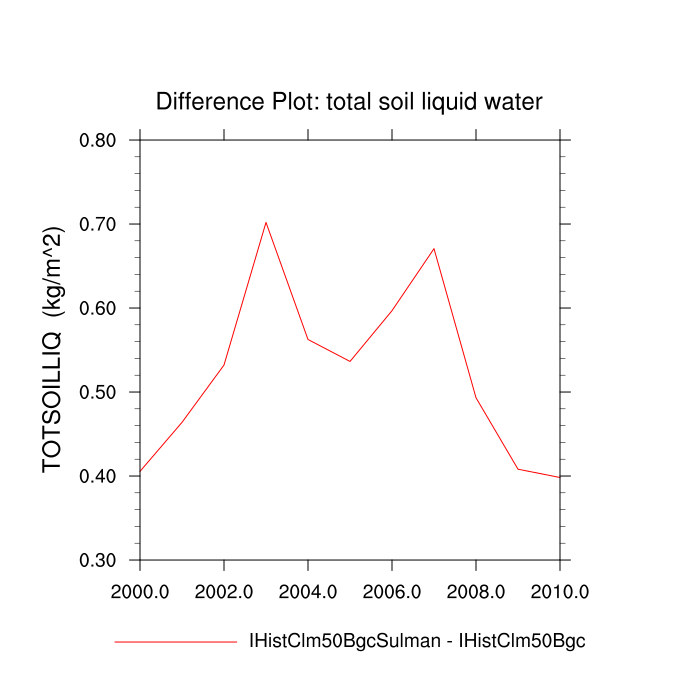 Difference Plot: total soil liquid water
TOTSOILLIQ (kg/m^2)
0.80
0.70
0.60
0.50
0.40
0.30
2000.0 2002.0 2004.0 2006.0 2008.0 2010.0
IHistClm50BgcSulman - IHistClm50Bgc